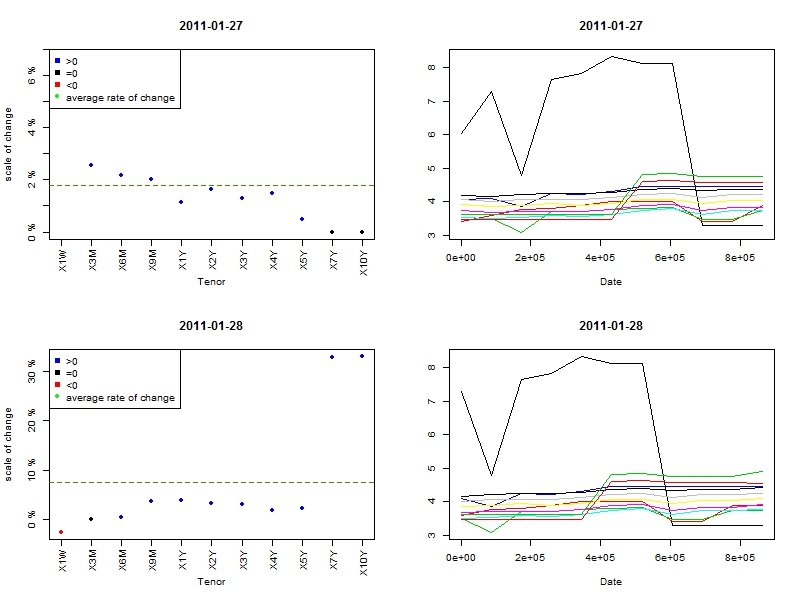 2011-01-27
scale of change
0 % 2 % 4 % 6 %
>0
=0
<0
average rate of change
X1W X3M X6M X9M X1Y X2Y X3Y X4Y X5Y X7Y X10Y
Tenor
2011-01-27
3 4 5 6 7 8
0e+00 2e+05 4e+05 6e+05 8e+05
Date
2011-01-28
scale of change
0 % 10 % 20 % 30 %
>0
=0
<0
average rate of change
X1W X3M X6M X9M X1Y X2Y X3Y X4Y X5Y X7Y X10Y
Tenor
2011-01-28
3 4 5 6 7 8
0e+00 2e+05 4e+05 6e+05 8e+05
Date